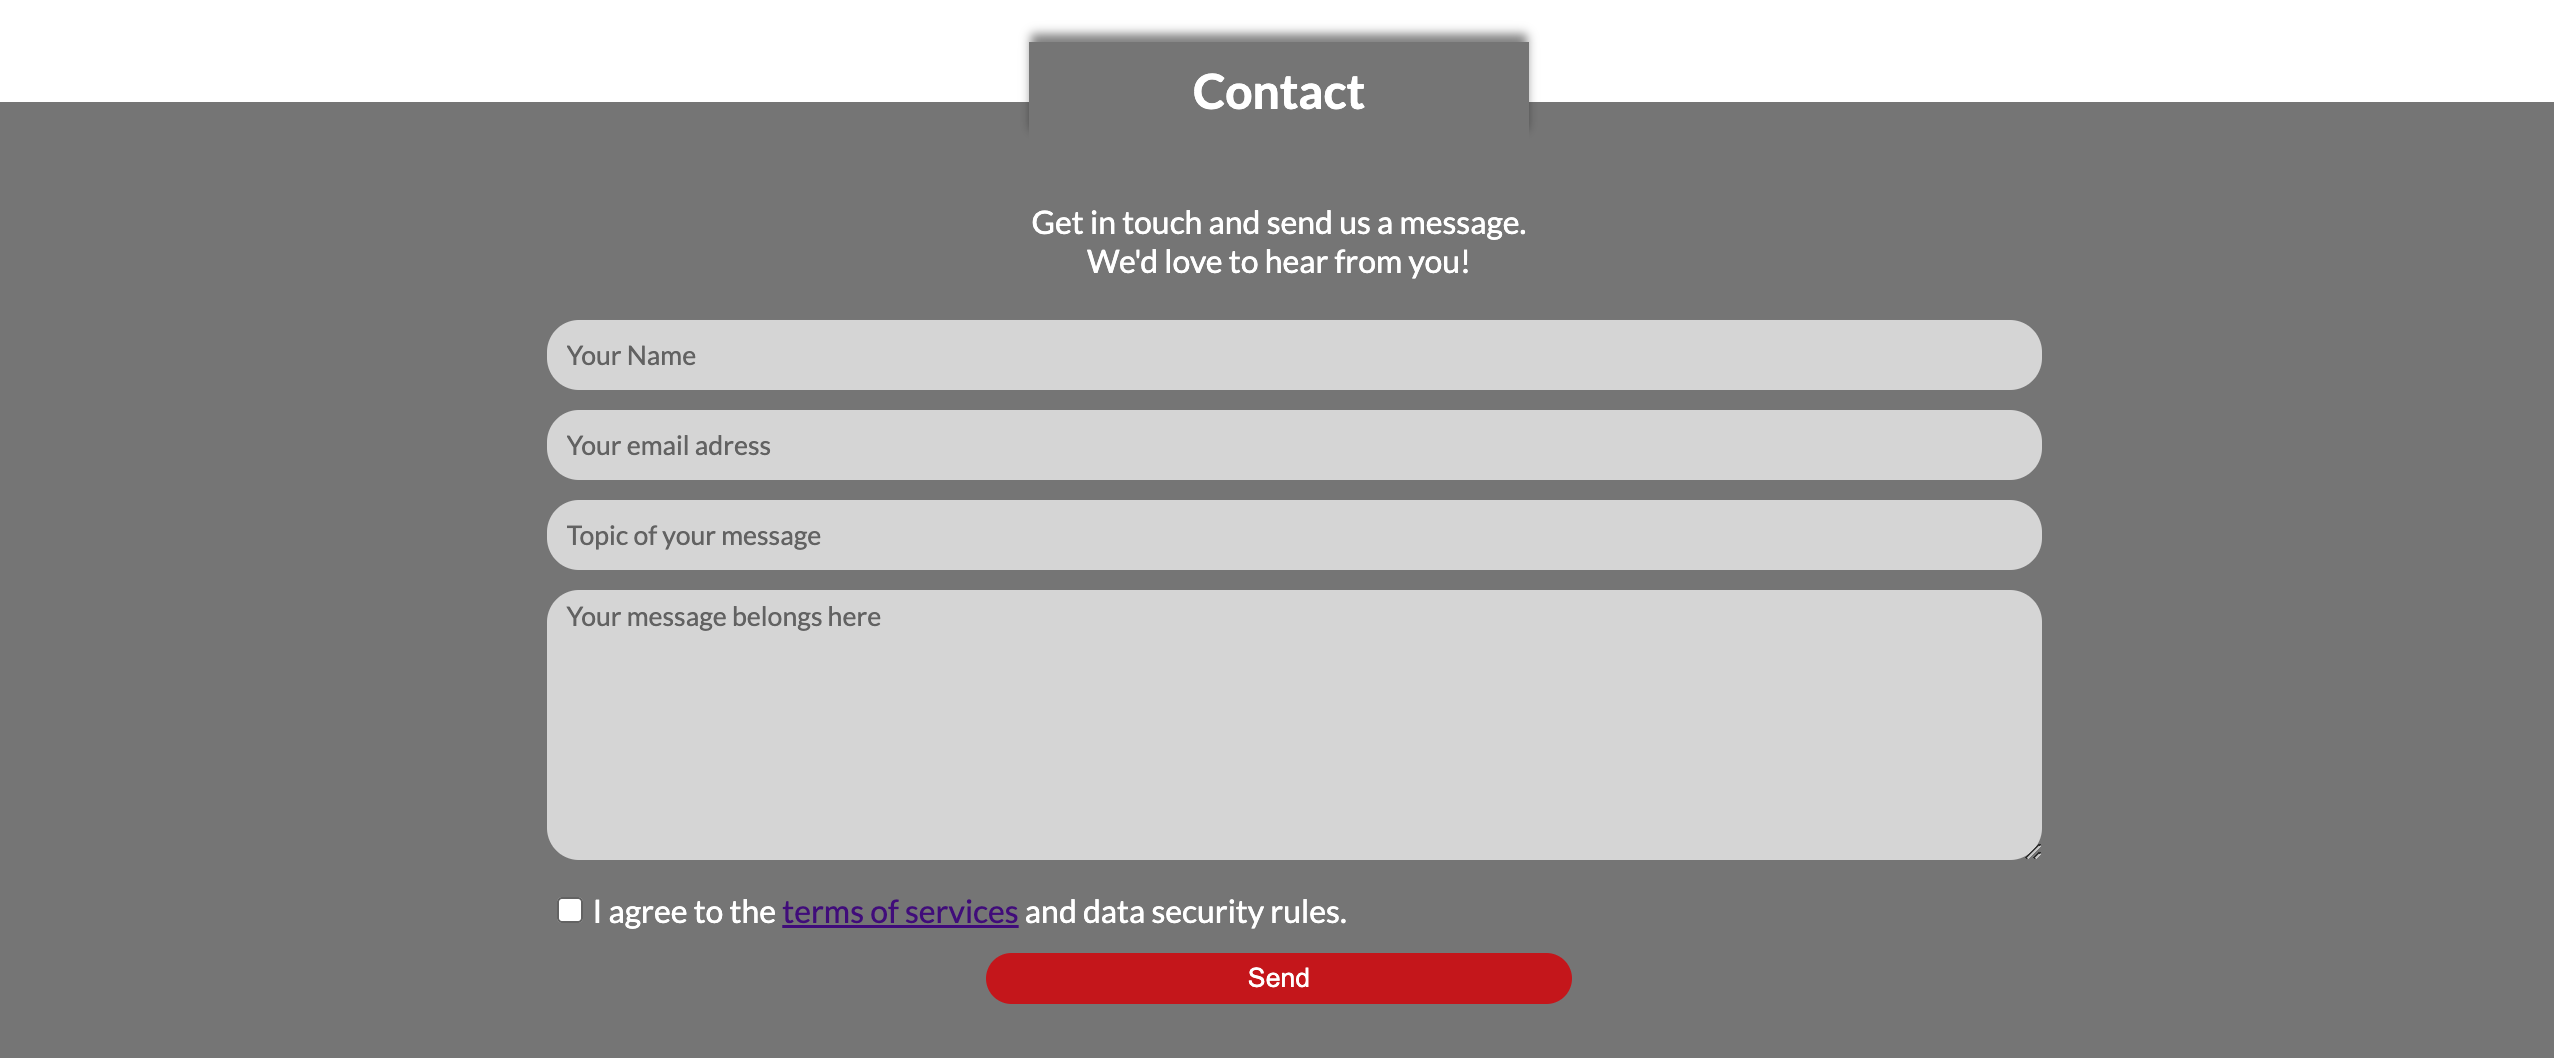 Contact
Get in touch and send us a message.
We'd love to hear from you!
Your Name
Your email adress
Topic of your message
Your message belongs here
I agree to the terms of services and data security rules.
Send